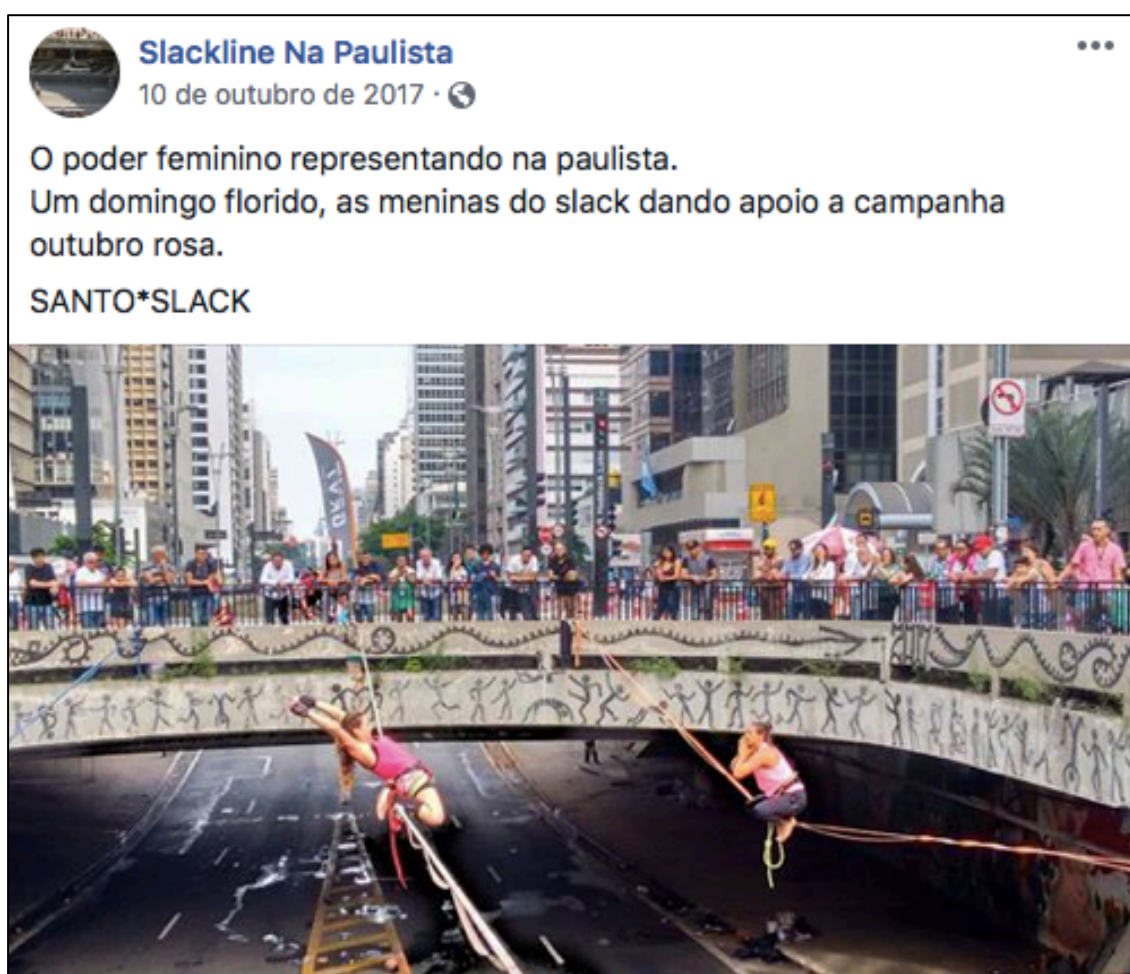 Slackline Na Paulista
10 de outubro de 2017 ·
O poder feminino representando na paulista.
Um domingo florido, as meninas do slack dando apoio a campanha
outubro rosa.
SANTO*SLACK